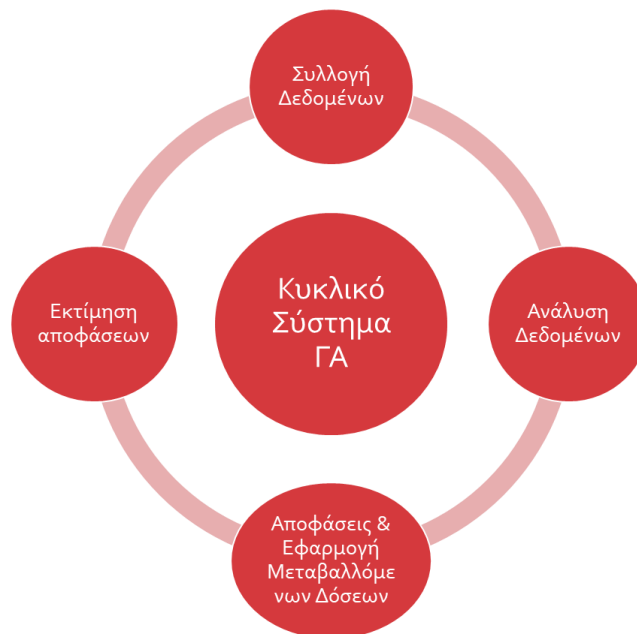 Συλλογή
Δεδομένων
Εκτίμηση
αποφάσεων
Κυκλικό
Σύστημα
ΓΑ
Ανάλυση
Δεδομένων
Αποφάσεις &
Εφαρμογή
Μεταβαλλόμε
νων Δόσεων